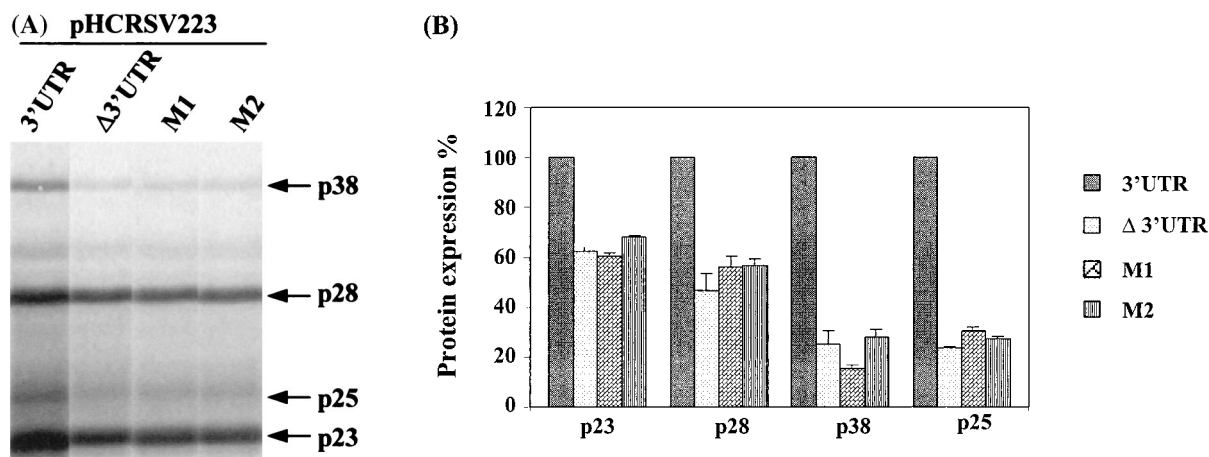 (A) pHCRSV223
3'UTR
Δ3'UTR
M1
M2
p38
p28
p25
p23
(B)
Protein expression %
120
100
80
60
40
20
0
p23
p28
p38
p25
3'UTR
Δ 3'UTR
M1
M2